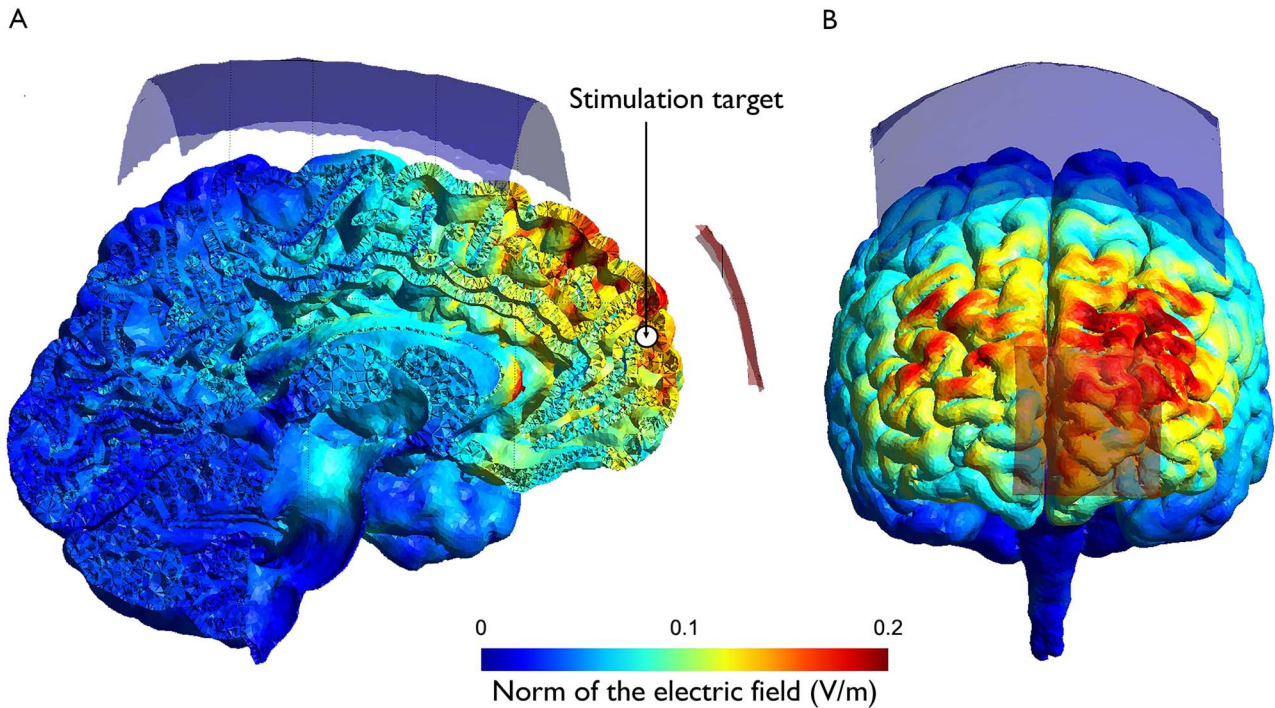 A
B
Stimulation target
0
0.1
0.2
Norm of the electric field (V/m)